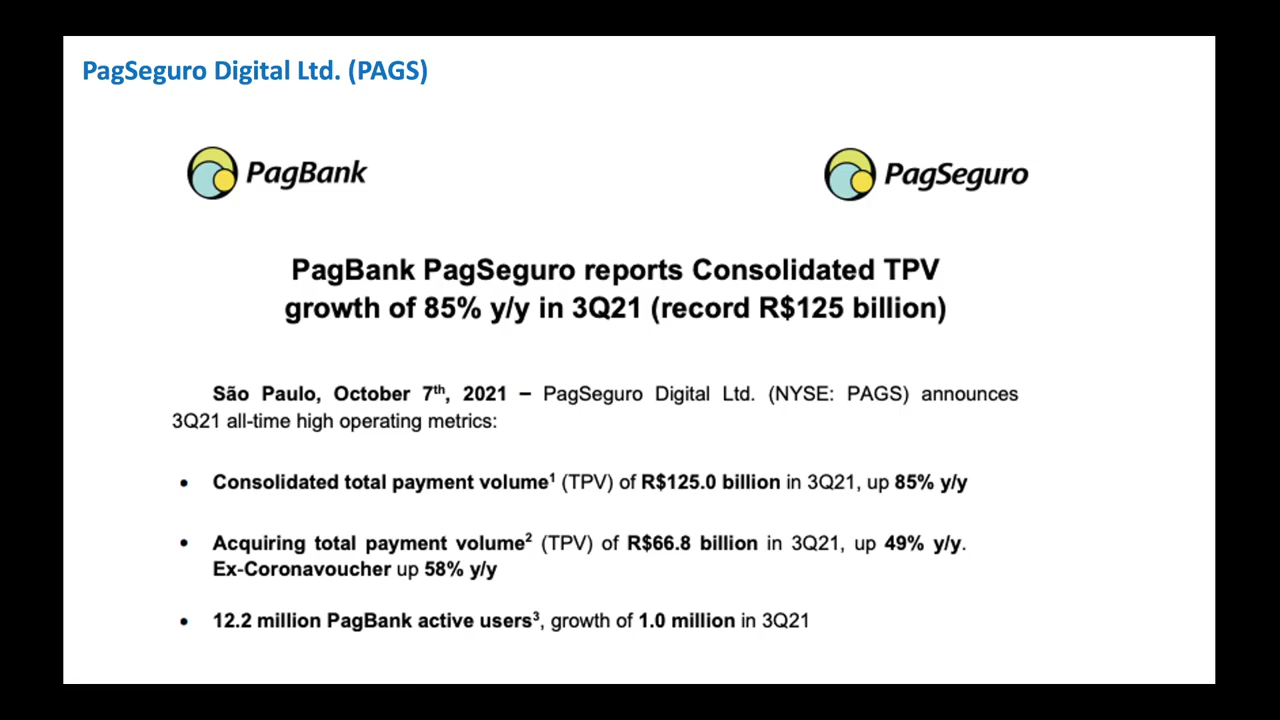 PagSeguro Digital Ltd. (PAGS)
PagBank
PagSeguro
PagBank PagSeguro reports Consolidated TPV
growth of 85% y/y in 3Q21 (record R$125 billion)
São Paulo, October 7th, 2021 – PagSeguro Digital Ltd. (NYSE: PAGS) announces
3Q21 all-time high operating metrics:
• Consolidated total payment volume¹ (TPV) of R$125.0 billion in 3Q21, up 85% y/y
• Acquiring total payment volume² (TPV) of R$66.8 billion in 3Q21, up 49% y/y.
Ex-Coronavoucher up 58% y/y
• 12.2 million PagBank active users³, growth of 1.0 million in 3Q21